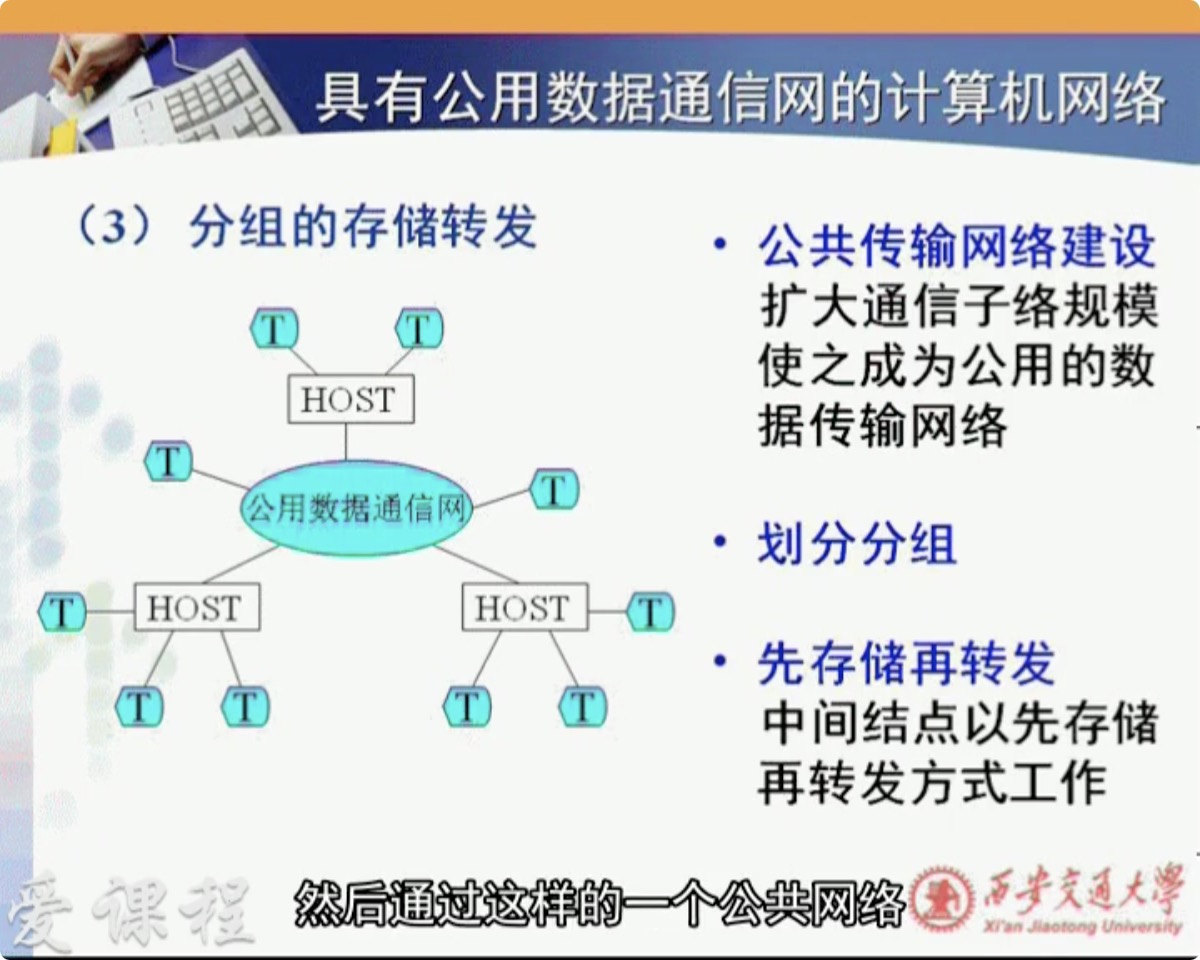 具有公用数据通信网的计算机网络
（3） 分组的存储转发
T T
HOST
T
公用数据通信网
T
T HOST
HOST T
T T
T T
• 公共传输网络建设
扩大通信子络规模
使之成为公用的数
据传输网络
• 划分分组
• 先存储再转发
中间结点以先存储
再转发方式工作
爱课程
然后通过这样的一个公共网络
西安交通大学
Xi'an Jiaotong University